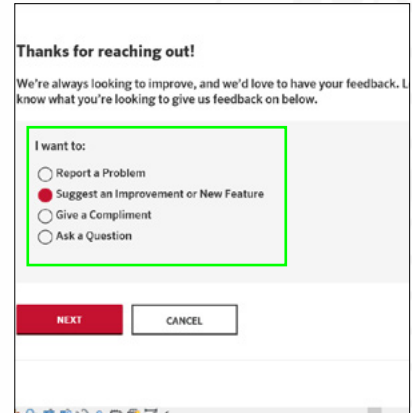 Thanks for reaching out!
We're always looking to improve, and we'd love to have your feedback. L
know what you're looking to give us feedback on below.
I want to:
Report a Problem
Suggest an Improvement or New Feature
Give a Compliment
Ask a Question
NEXT CANCEL